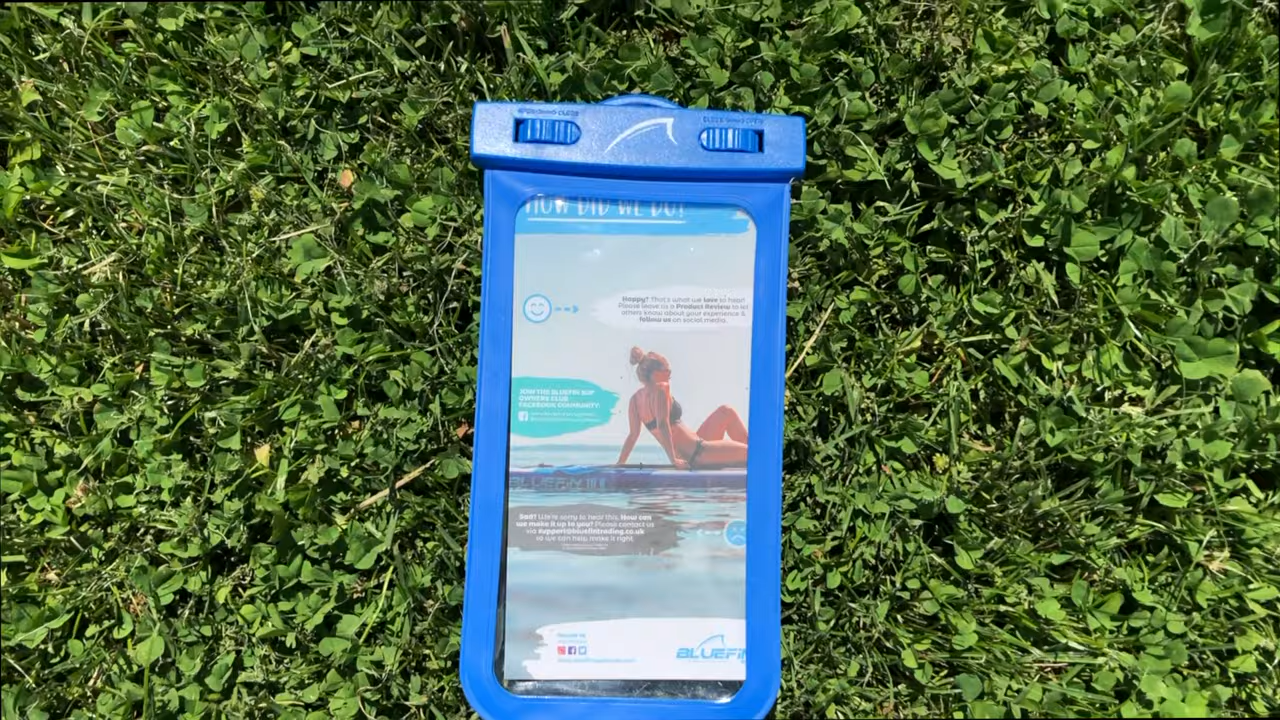 HOW DID WE DO?
Happy? That's what we love to hear!
Please leave us a Product Review to let
others know about your experience &
follow us on social media.
JOIN THE BLUEFIN SUP
OWNERS CLUB
FACEBOOK COMMUNITY:
BLUEFIN
Sad? We're sorry to hear this. How can
we make it up to you? Please contact us
via support@bluefintrading.co.uk
so we can help make it right.
FOLLOW US
BLUEFIN